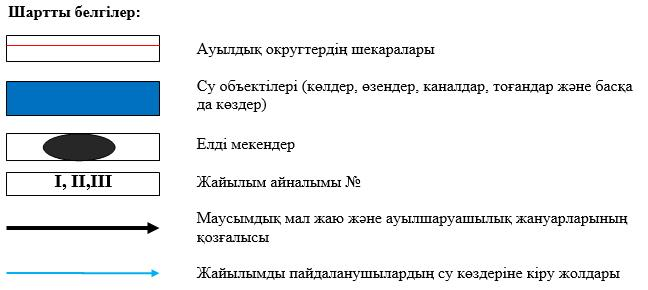 Шартты белгілер:
Ауылдық округтердің шекаралары
Су объектілері (көлдер, өзендер, каналдар, тоғандар және басқа
да көздер)
Елді мекендер
I, II,III
Жайылым айналымы №
Маусымдық мал жаю және ауылшаруашылық жануарларының
қозғалысы
Жайылымды пайдаланушылардың су көздеріне кіру жолдары